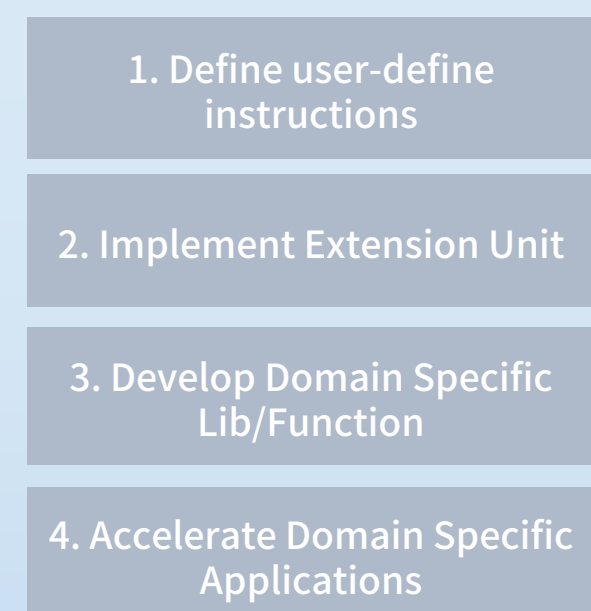 1. Define user-define
instructions
2. Implement Extension Unit
3. Develop Domain Specific
Lib/Function
4. Accelerate Domain Specific
Applications